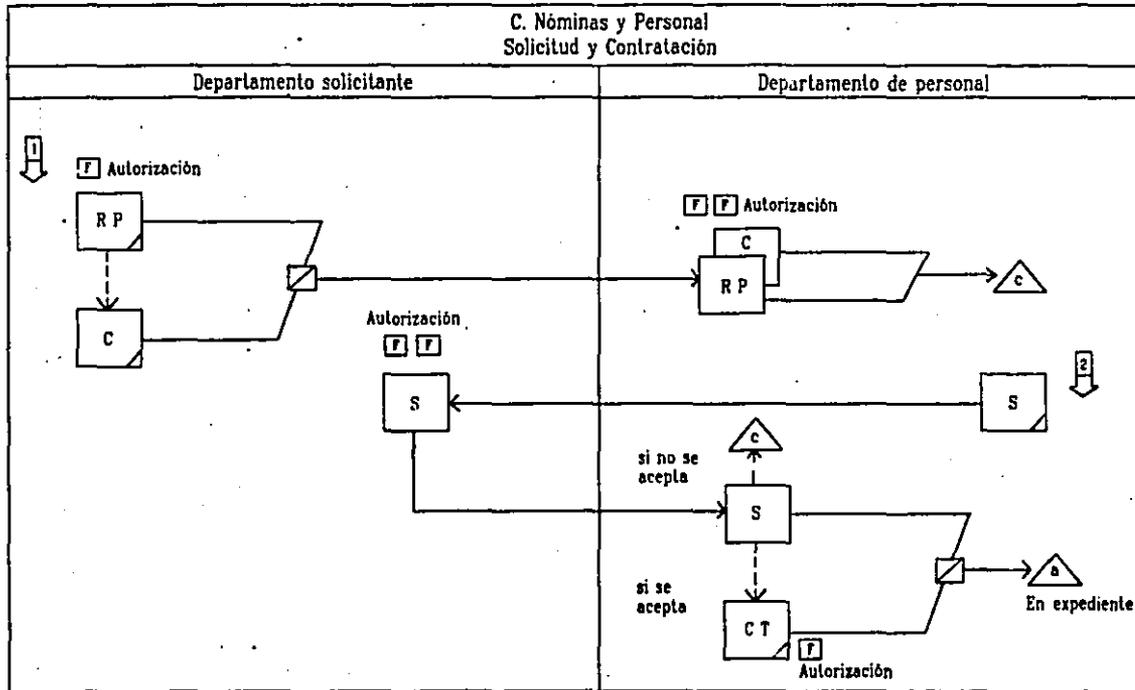 C. Nóminas y Personal
Solicitud y Contratación
Departamento solicitante
Departamento de personal
1
F Autorización
R P
C
F F Autorización
C
R P
c
Autorización
F F
S
S
2
c
si no se
acepta
S
si se
acepta
C T
F
Autorización
a
En expediente